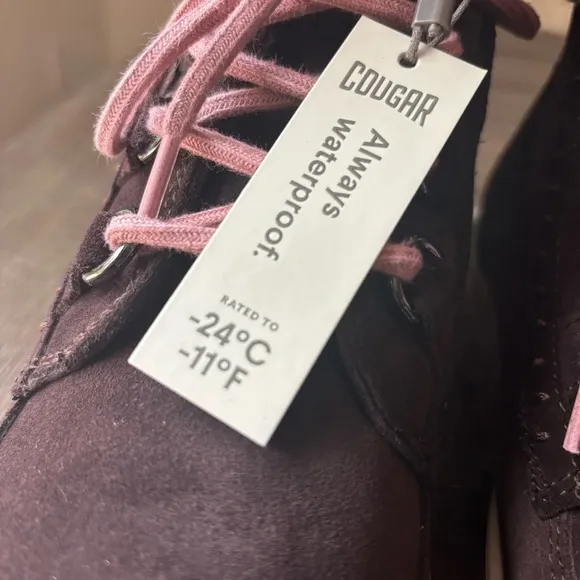 COUGAR
Always
waterproof.
RATED TO
-24°C
-11°F